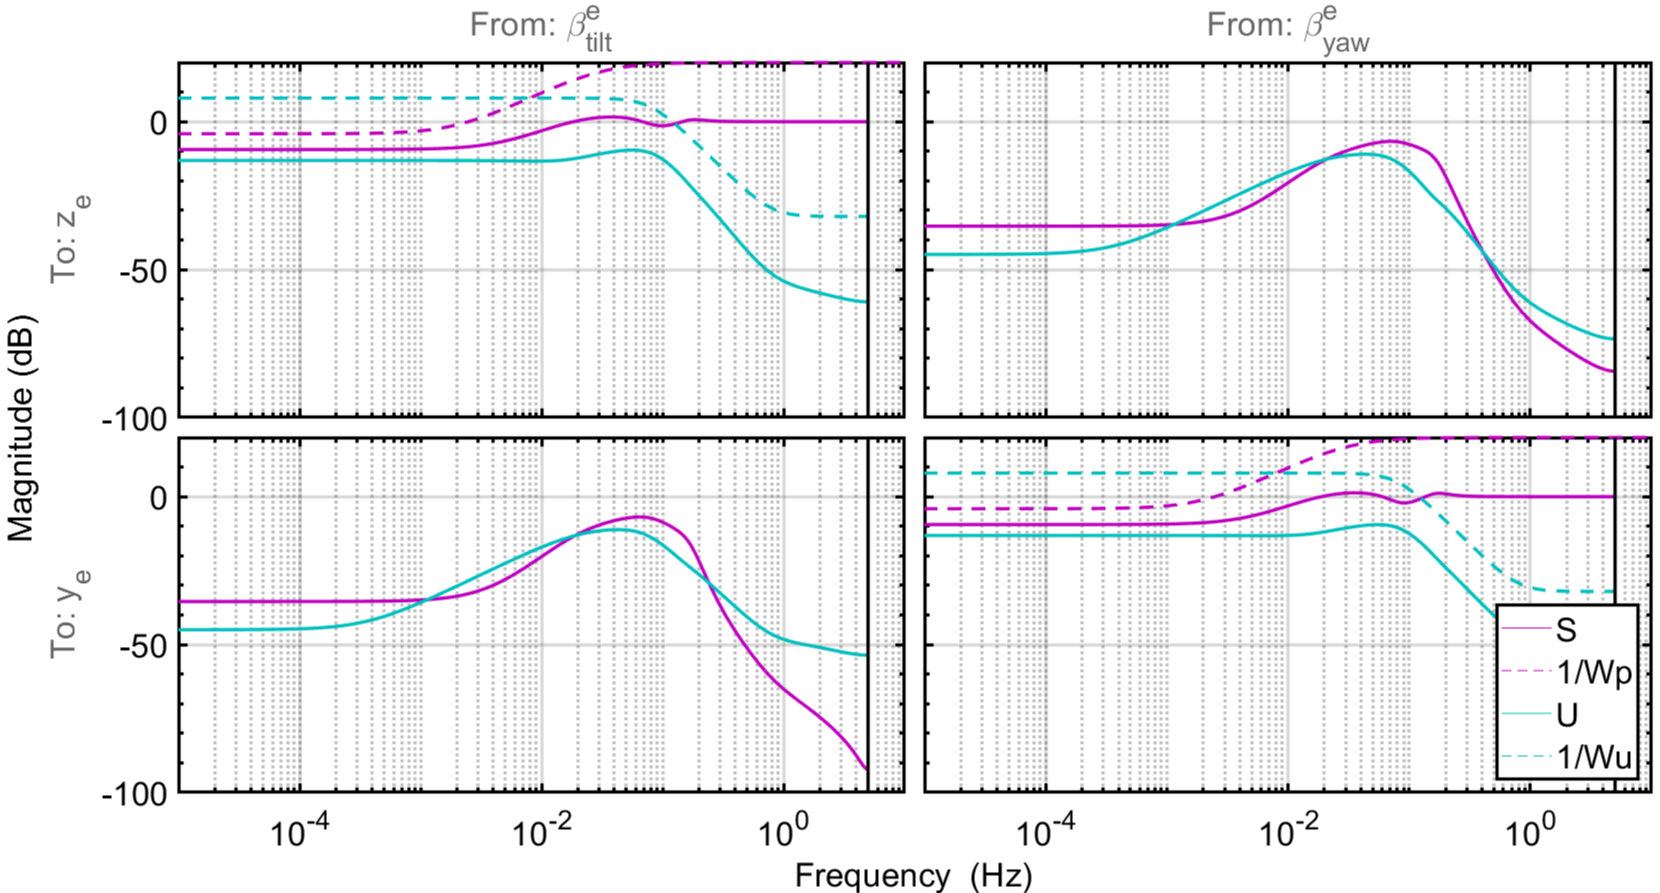 From: β^e_tilt
From: β^e_yaw
To: z_e
To: y_e
Magnitude (dB)
0
-50
-100
0
-50
-100
S
1/Wp
U
1/Wu
10^-4
10^-2
10^0
10^-4
10^-2
10^0
Frequency (Hz)